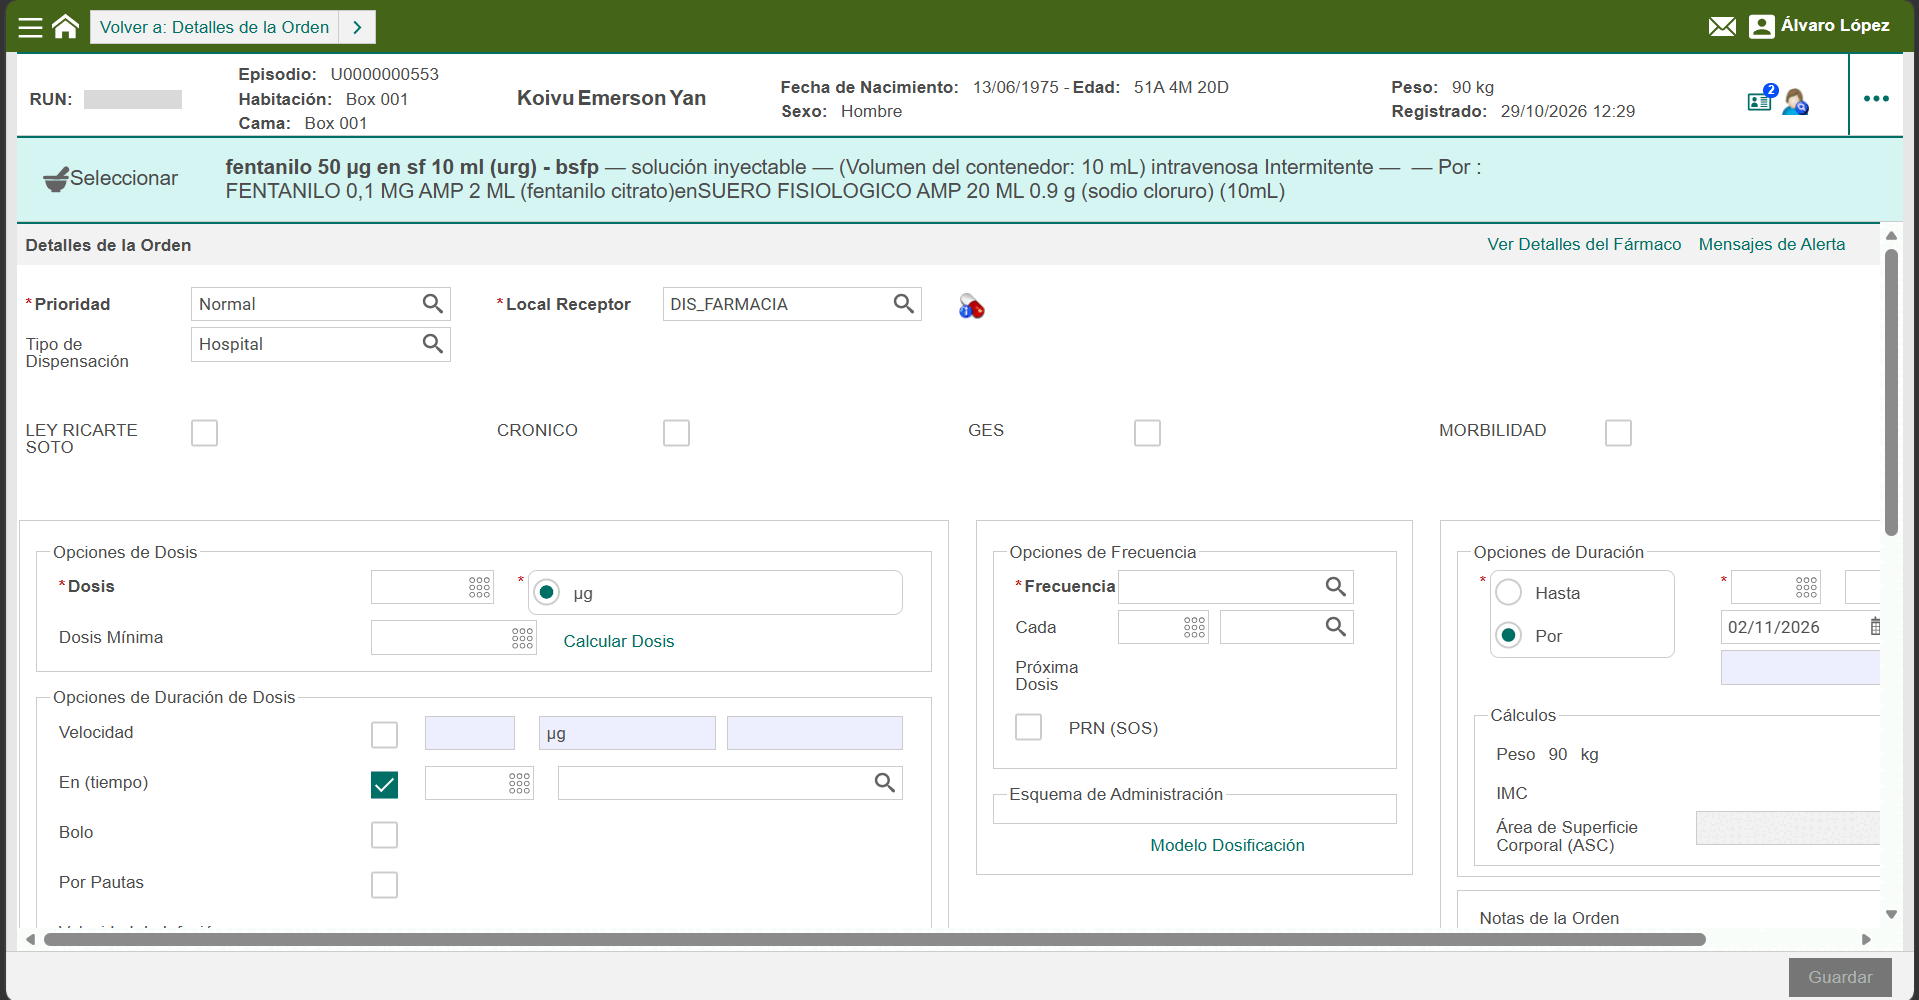 Volver a: Detalles de la Orden
Álvaro López
RUN:
Episodio: U0000000553
Habitación: Box 001
Cama: Box 001
Koivu Emerson Yan
Fecha de Nacimiento: 13/06/1975 - Edad: 51A 4M 20D
Sexo: Hombre
Peso: 90 kg
Registrado: 29/10/2026 12:29
2
Seleccionar
fentanilo 50 µg en sf 10 ml (urg) - bsfp — solución inyectable — (Volumen del contenedor: 10 mL) intravenosa Intermitente — — Por :
FENTANILO 0,1 MG AMP 2 ML (fentanilo citrato)enSUERO FISIOLOGICO AMP 20 ML 0.9 g (sodio cloruro) (10mL)
Detalles de la Orden
Ver Detalles del Fármaco Mensajes de Alerta
*Prioridad Normal
*Local Receptor DIS_FARMACIA
Tipo de
Dispensación
Hospital
LEY RICARTE
SOTO
CRONICO
GES
MORBILIDAD
Opciones de Dosis
*Dosis
* µg
Dosis Mínima
Calcular Dosis
Opciones de Duración de Dosis
Velocidad
µg
En (tiempo)
Bolo
Por Pautas
Opciones de Frecuencia
*Frecuencia
Cada
Próxima
Dosis
PRN (SOS)
Esquema de Administración
Modelo Dosificación
Opciones de Duración
* Hasta
*
Por
02/11/2026
Cálculos
Peso 90 kg
IMC
Área de Superficie
Corporal (ASC)
Notas de la Orden
Guardar